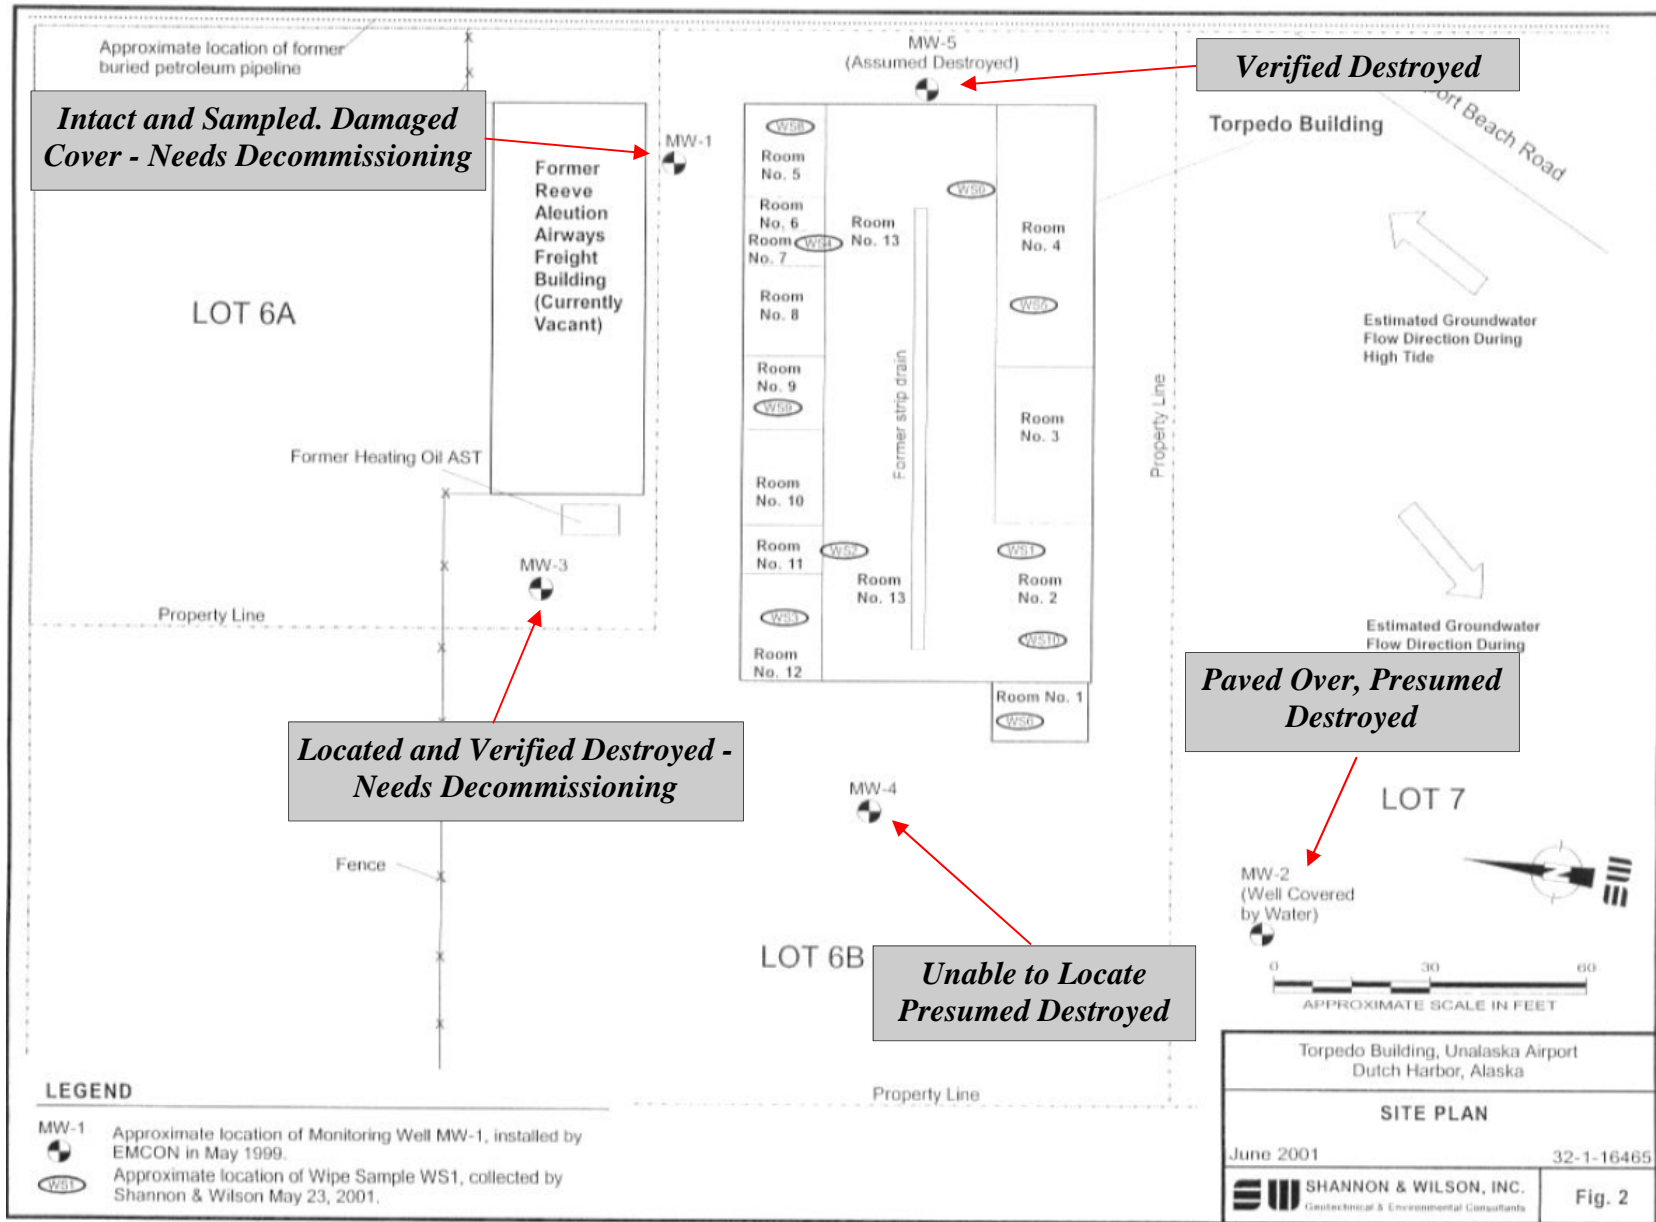 Approximate location of former
buried petroleum pipeline
MW-5
(Assumed Destroyed)
Verified Destroyed
Intact and Sampled. Damaged
Cover - Needs Decommissioning
MW-1
Torpedo Building
Beach Road
Former
Reeve
Aleution
Airways
Freight
Building
(Currently
Vacant)
WS8
Room
No. 5
Room
No. 6
Room
No. 7
WS4
Room
No. 13
Room
No. 8
Room
No. 9
WS9
Room
No. 10
Room
No. 11
WS2
WS3
Room
No. 12
Former strip drain
Room
No. 4
WS5
Room
No. 3
WS1
Room
No. 13
Room
No. 2
WS10
Room No. 1
WS6
Property Line
LOT 6A
Former Heating Oil AST
MW-3
Property Line
Estimated Groundwater
Flow Direction During
High Tide
Estimated Groundwater
Flow Direction During
Paved Over, Presumed
Destroyed
Located and Verified Destroyed -
Needs Decommissioning
MW-4
LOT 7
Fence
MW-2
(Well Covered
by Water)
N
LOT 6B
Unable to Locate
Presumed Destroyed
0 30 60
APPROXIMATE SCALE IN FEET
Property Line
LEGEND
MW-1
Approximate location of Monitoring Well MW-1, installed by
EMCON in May 1999.
WS1
Approximate location of Wipe Sample WS1, collected by
Shannon & Wilson May 23, 2001.
Torpedo Building, Unalaska Airport
Dutch Harbor, Alaska
SITE PLAN
June 2001 32-1-16465
SHANNON & WILSON, INC.
Geotechnical & Environmental Consultants
Fig. 2